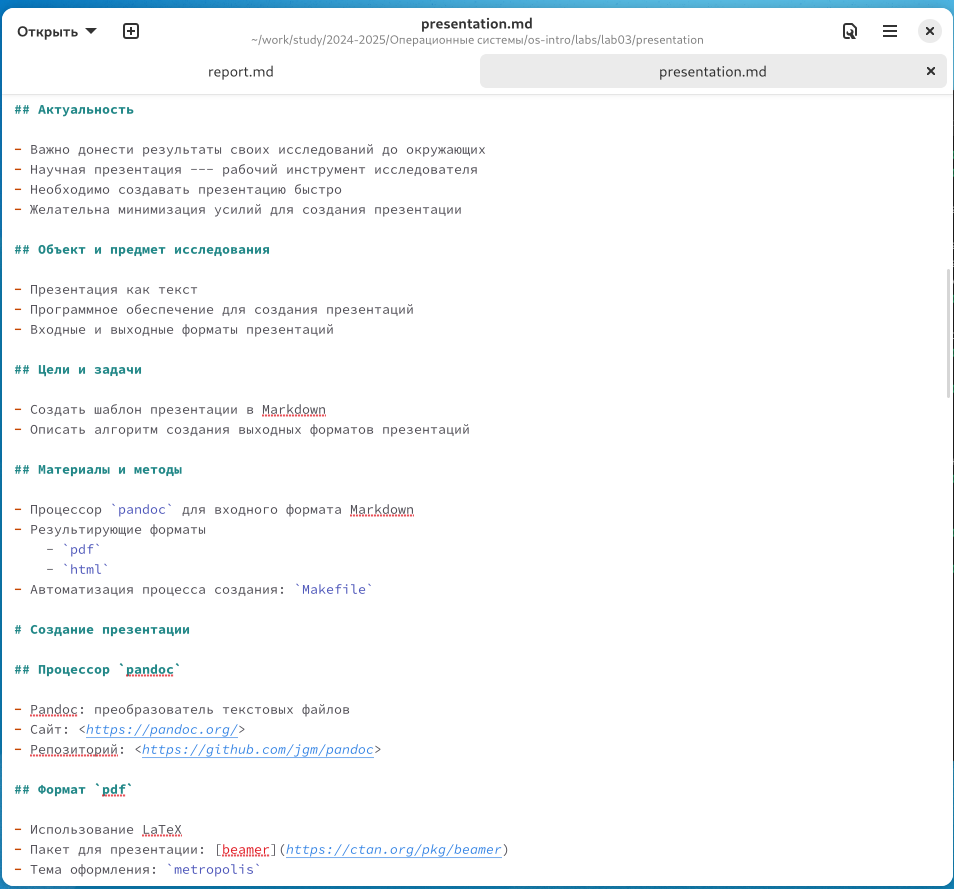 Открыть
presentation.md
~/work/study/2024-2025/Операционные системы/os-intro/labs/lab03/presentation
report.md
presentation.md
## Актуальность
- Важно донести результаты своих исследований до окружающих
- Научная презентация --- рабочий инструмент исследователя
- Необходимо создавать презентацию быстро
- Желательна минимизация усилий для создания презентации
## Объект и предмет исследования
- Презентация как текст
- Программное обеспечение для создания презентаций
- Входные и выходные форматы презентаций
## Цели и задачи
- Создать шаблон презентации в Markdown
- Описать алгоритм создания выходных форматов презентаций
## Материалы и методы
- Процессор `pandoc` для входного формата Markdown
- Результирующие форматы
    - `pdf`
    - `html`
- Автоматизация процесса создания: `Makefile`
# Создание презентации
## Процессор `pandoc`
- Pandoc: преобразователь текстовых файлов
- Сайт: <https://pandoc.org/>
- Репозиторий: <https://github.com/jgm/pandoc>
## Формат `pdf`
- Использование LaTeX
- Пакет для презентации: [beamer](https://ctan.org/pkg/beamer)
- Тема оформления: `metropolis`